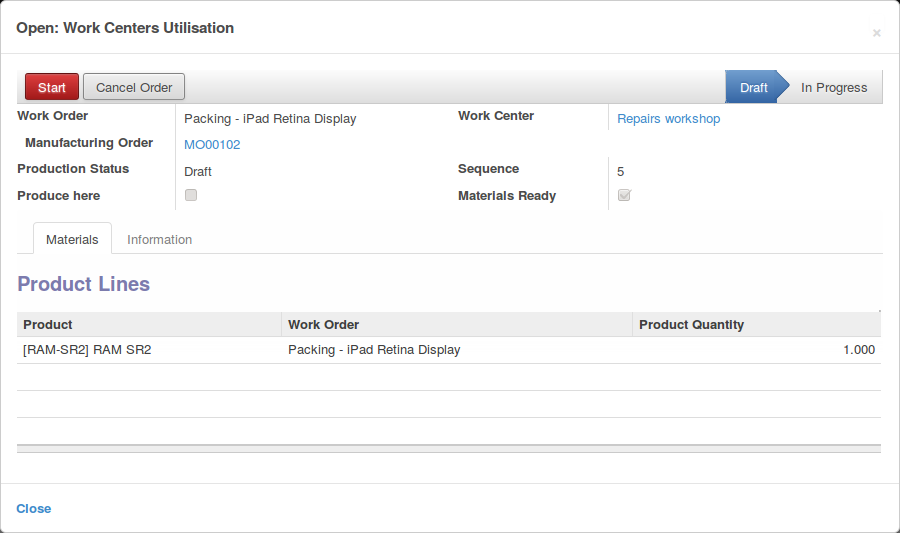 Open: Work Centers Utilisation
×
Start Cancel Order Draft In Progress
Work Order Packing - iPad Retina Display Work Center Repairs workshop
Manufacturing Order MO00102
Production Status Draft Sequence 5
Produce here Materials Ready
Materials Information
Product Lines
Product Work Order Product Quantity
[RAM-SR2] RAM SR2 Packing - iPad Retina Display 1.000
Close